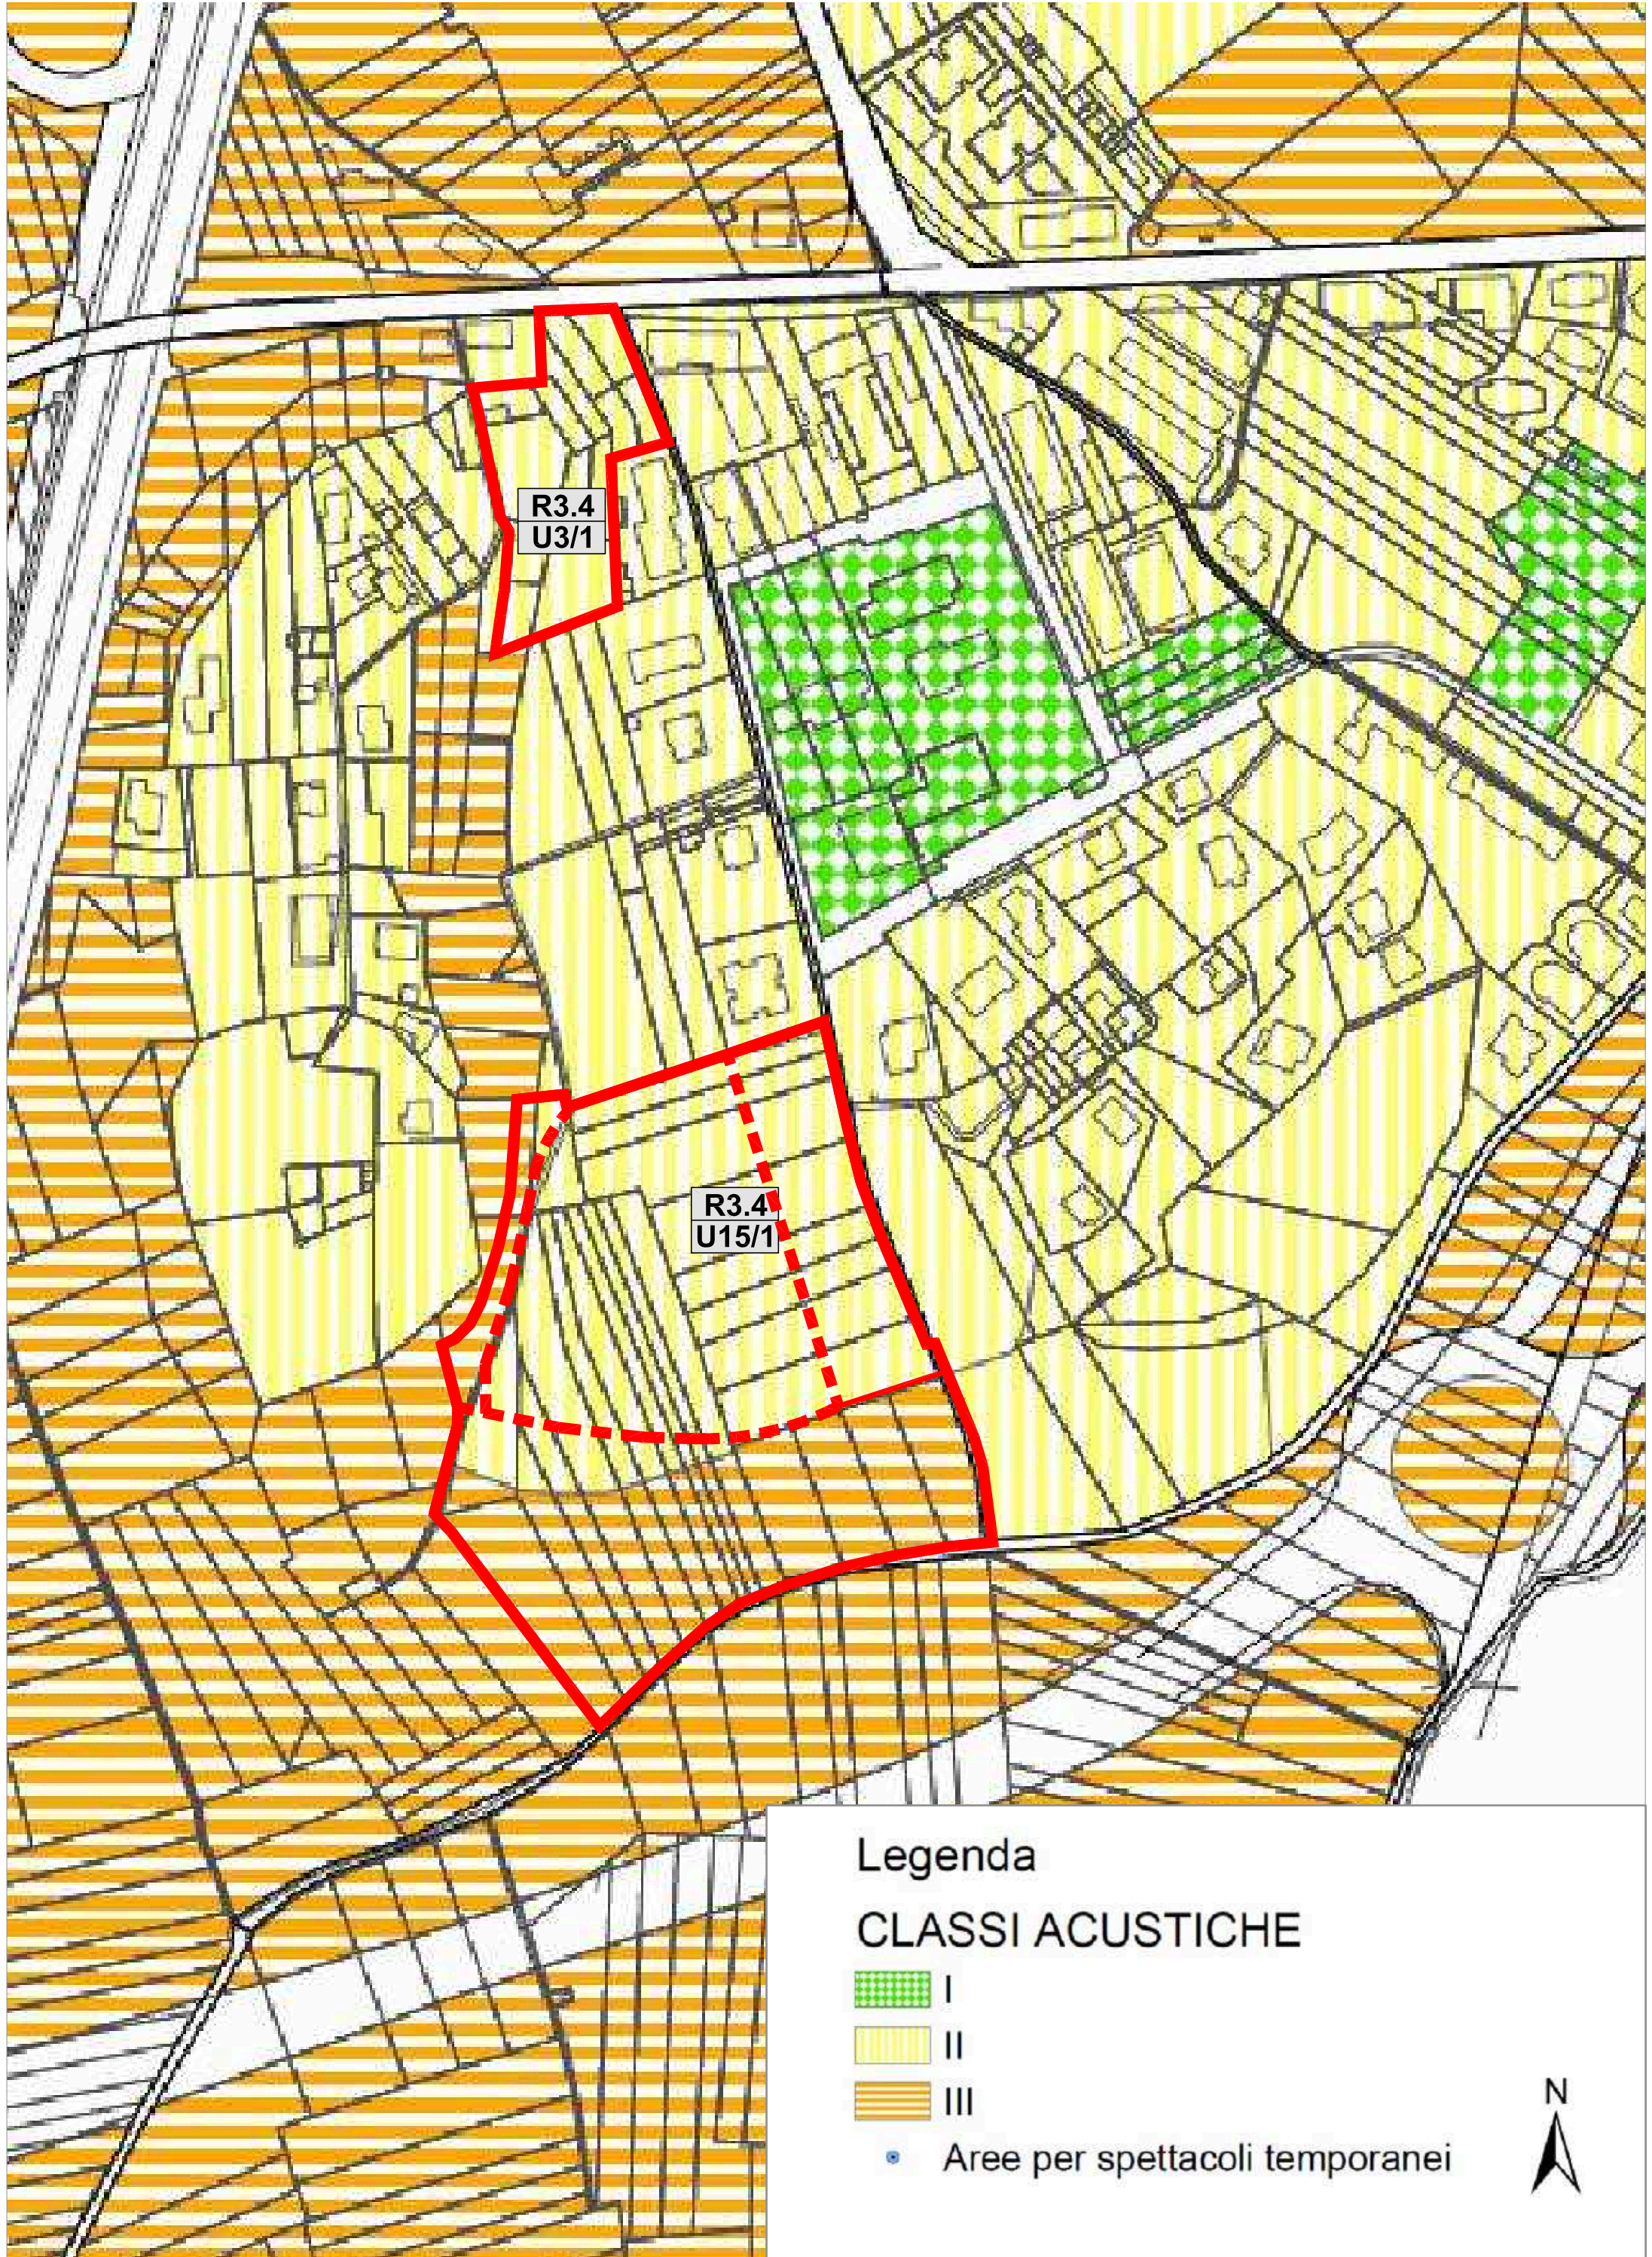 R3.4
U3/1
R3.4
U15/1
Legenda
CLASSI ACUSTICHE
I
II
III
Aree per spettacoli temporanei
N